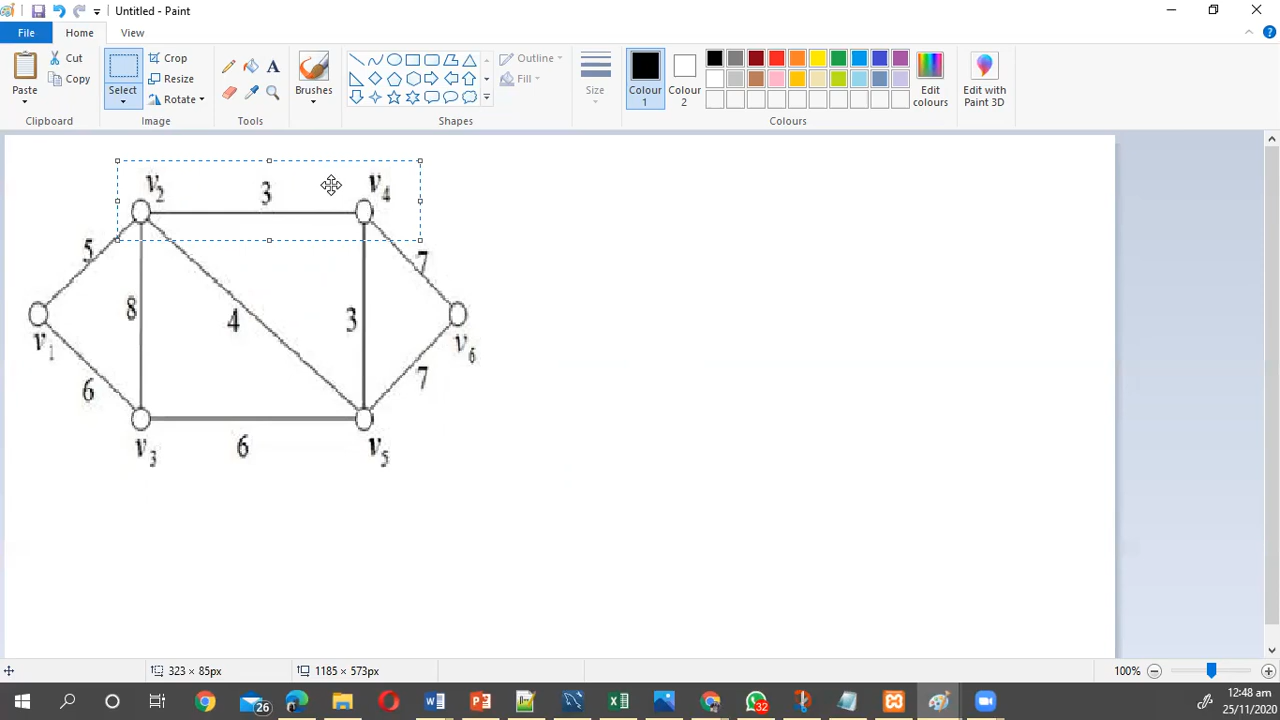 Untitled - Paint
File
Home
View
Paste
Cut
Copy
Clipboard
Select
Crop
Resize
Rotate
Image
A
Tools
Brushes
Shapes
Outline
Fill
Size
Colour 1
Colour 2
Edit colours
Edit with Paint 3D
Colours
v2
3
v4
5
7
8
4
3
v1
v6
6
7
v3
6
v5
323 × 85px
1185 × 573px
100%
26
32
12:48 am
25/11/2020